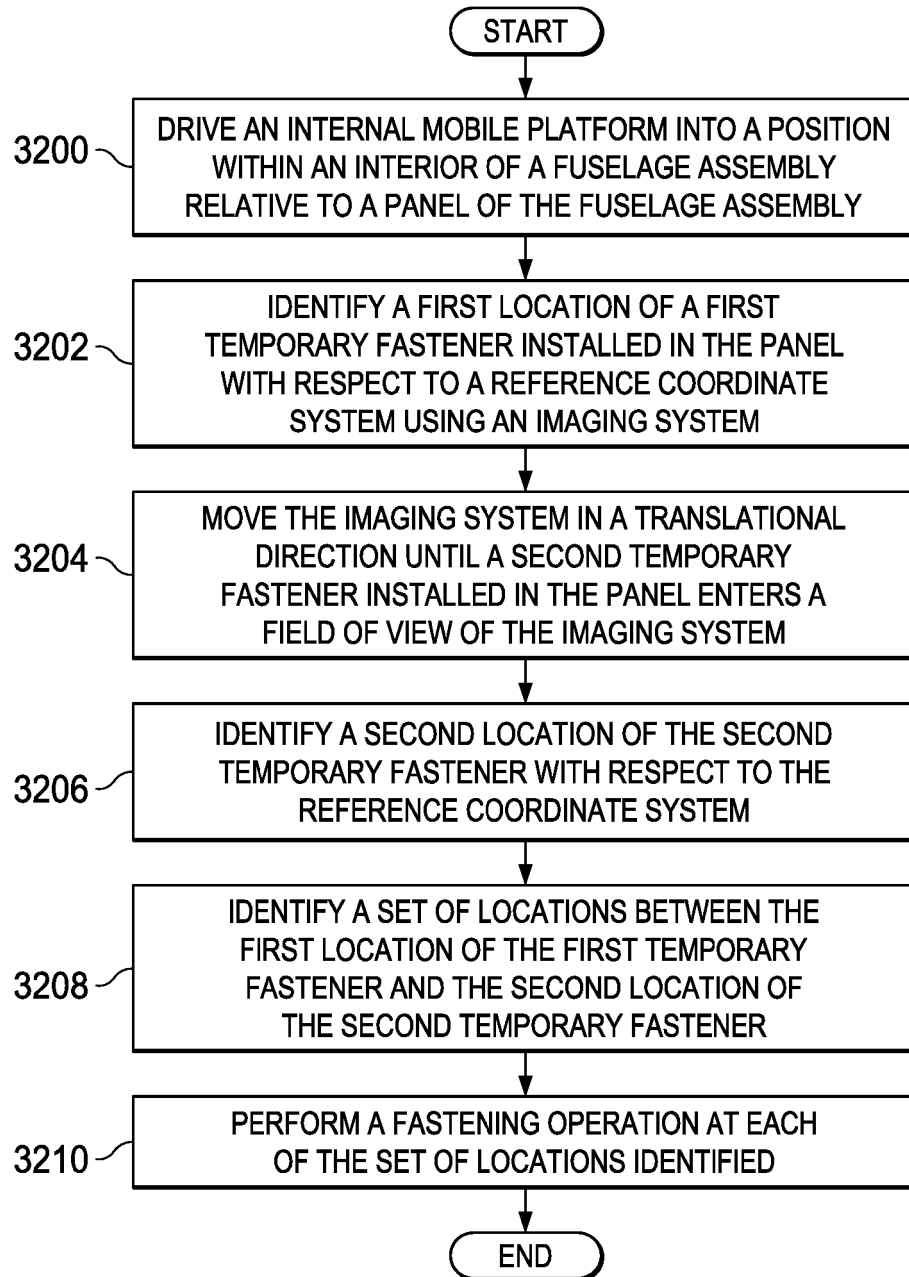 START
3200
DRIVE AN INTERNAL MOBILE PLATFORM INTO A POSITION
WITHIN AN INTERIOR OF A FUSELAGE ASSEMBLY
RELATIVE TO A PANEL OF THE FUSELAGE ASSEMBLY
3202
IDENTIFY A FIRST LOCATION OF A FIRST
TEMPORARY FASTENER INSTALLED IN THE PANEL
WITH RESPECT TO A REFERENCE COORDINATE
SYSTEM USING AN IMAGING SYSTEM
3204
MOVE THE IMAGING SYSTEM IN A TRANSLATIONAL
DIRECTION UNTIL A SECOND TEMPORARY
FASTENER INSTALLED IN THE PANEL ENTERS A
FIELD OF VIEW OF THE IMAGING SYSTEM
3206
IDENTIFY A SECOND LOCATION OF THE SECOND
TEMPORARY FASTENER WITH RESPECT TO THE
REFERENCE COORDINATE SYSTEM
3208
IDENTIFY A SET OF LOCATIONS BETWEEN THE
FIRST LOCATION OF THE FIRST TEMPORARY
FASTENER AND THE SECOND LOCATION OF
THE SECOND TEMPORARY FASTENER
3210
PERFORM A FASTENING OPERATION AT EACH
OF THE SET OF LOCATIONS IDENTIFIED
END